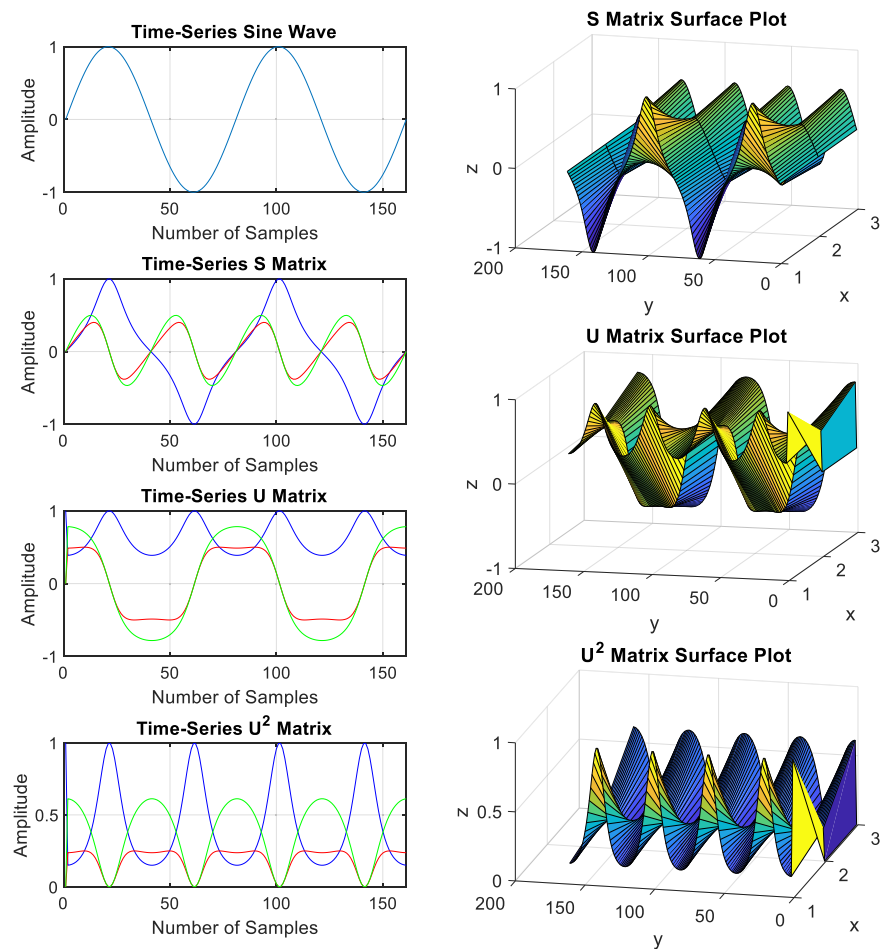 Time-Series Sine Wave
1
0
-1
Amplitude
0 50 100 150
Number of Samples
Time-Series S Matrix
1
0
-1
Amplitude
0 50 100 150
Number of Samples
Time-Series U Matrix
1
0
-1
Amplitude
0 50 100 150
Number of Samples
Time-Series U² Matrix
1
0.5
0
Amplitude
0 50 100 150
Number of Samples
S Matrix Surface Plot
1
0
-1
z
200 150 100 50 0
y
1 2 3
x
U Matrix Surface Plot
1
0
-1
z
200 150 100 50 0
y
1 2 3
x
U² Matrix Surface Plot
1
0.5
0
z
200 150 100 50 0
y
1 2 3
x